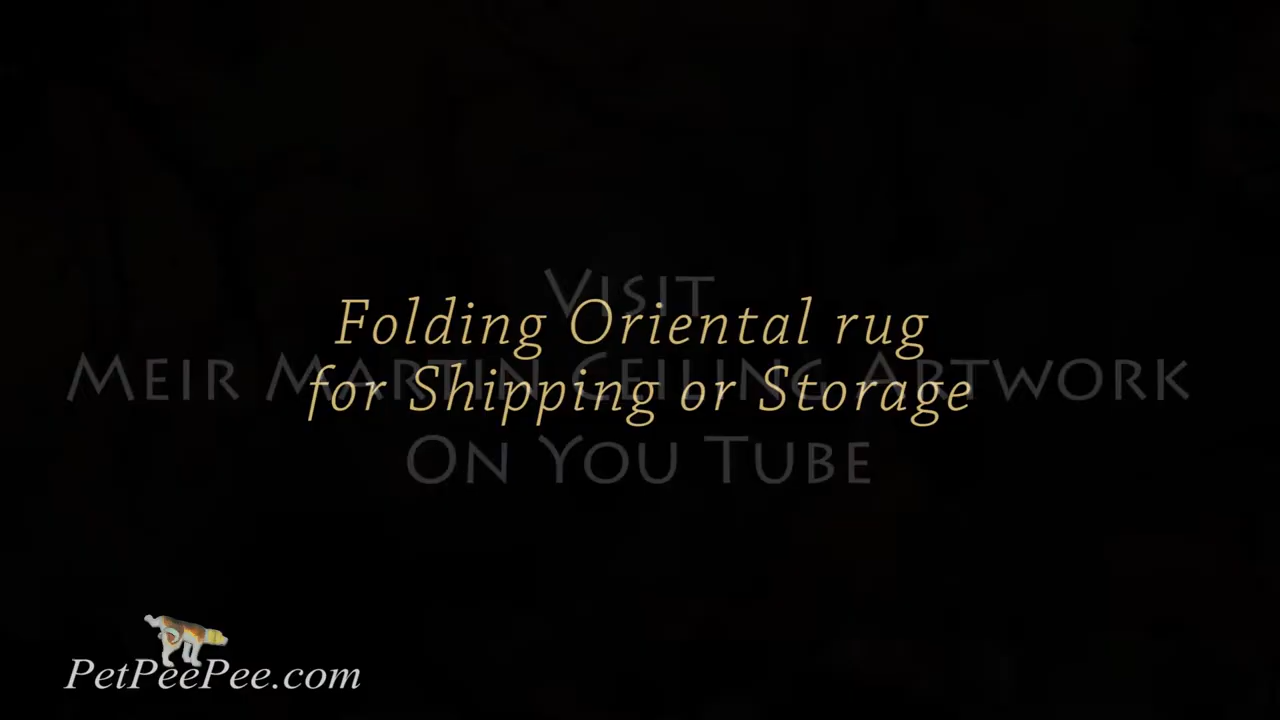 Visit
Folding Oriental rug
Meir Martin Ceiling Artwork
for Shipping or Storage
On You Tube
PetPeePee.com